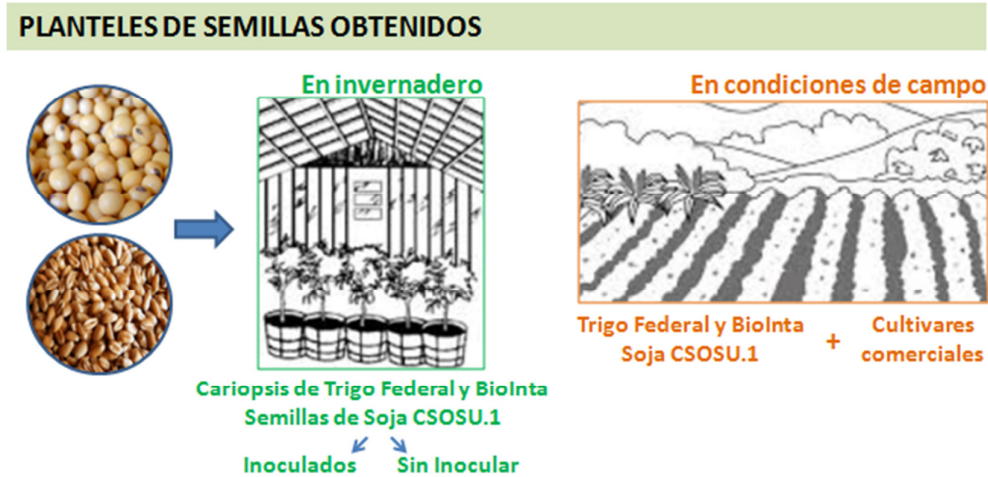 PLANTELES DE SEMILLAS OBTENIDOS
En invernadero
Cariopsis de Trigo Federal y BioInta
Semillas de Soja CSOSU.1
Inoculados
Sin Inocular
En condiciones de campo
Trigo Federal y BioInta
Soja CSOSU.1
+
Cultivares
comerciales